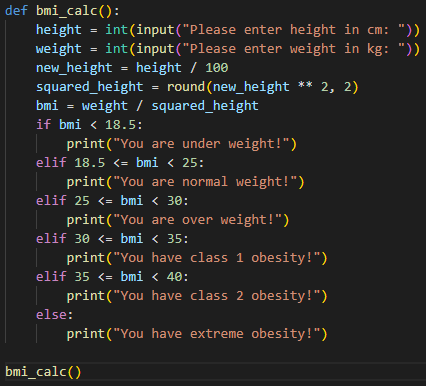 def bmi_calc():
    height = int(input("Please enter height in cm: "))
    weight = int(input("Please enter weight in kg: "))
    new_height = height / 100
    squared_height = round(new_height ** 2, 2)
    bmi = weight / squared_height
    if bmi < 18.5:
        print("You are under weight!")
    elif 18.5 <= bmi < 25:
        print("You are normal weight!")
    elif 25 <= bmi < 30:
        print("You are over weight!")
    elif 30 <= bmi < 35:
        print("You have class 1 obesity!")
    elif 35 <= bmi < 40:
        print("You have class 2 obesity!")
    else:
        print("You have extreme obesity!")

bmi_calc()